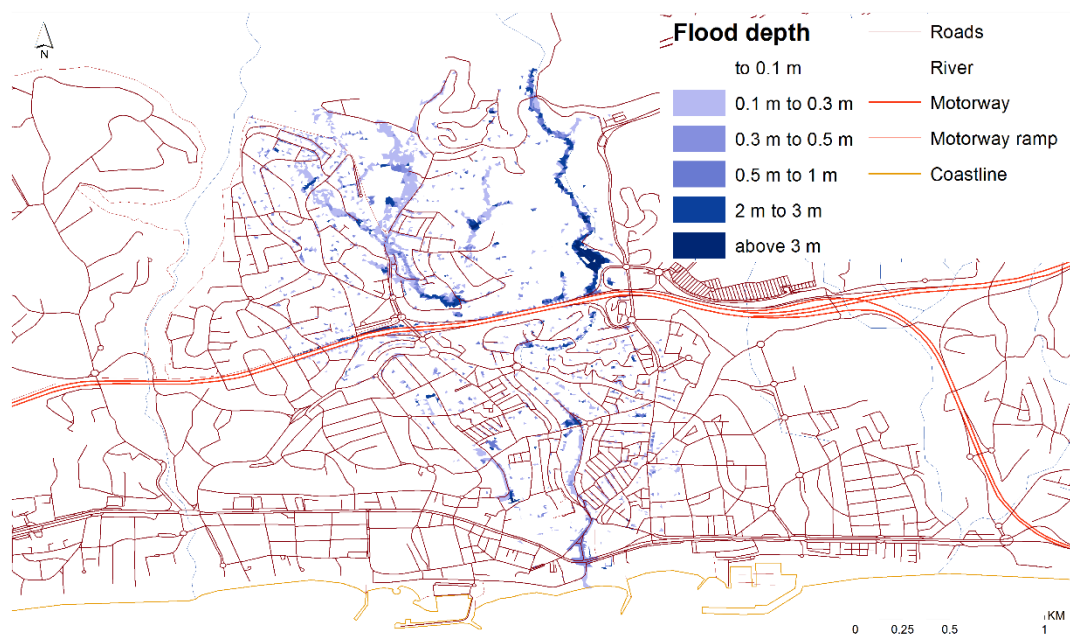 N
Flood depth
to 0.1 m
0.1 m to 0.3 m
0.3 m to 0.5 m
0.5 m to 1 m
2 m to 3 m
above 3 m
Roads
River
Motorway
Motorway ramp
Coastline
KM
0 0.25 0.5 1